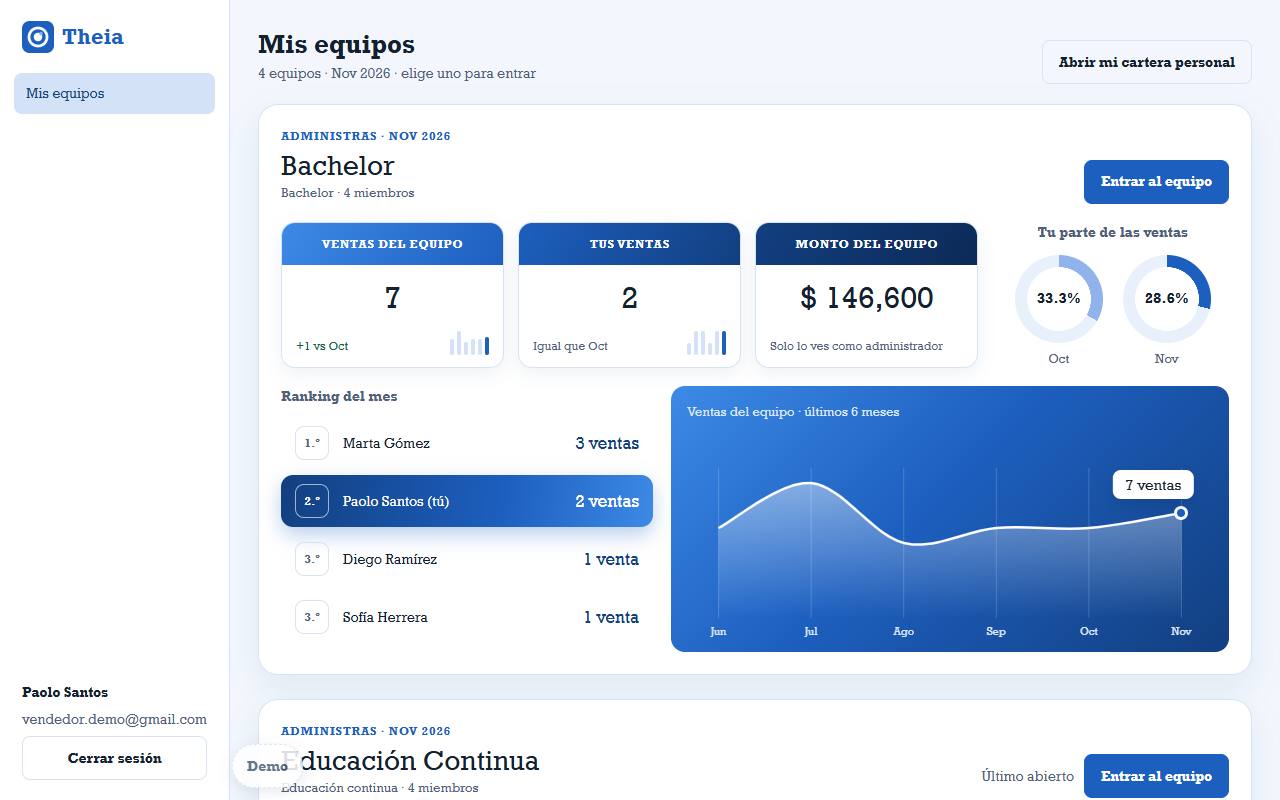 Theia
Mis equipos
Paolo Santos
vendedor.demo@gmail.com
Cerrar sesión
Demo
Mis equipos
4 equipos · Nov 2026 · elige uno para entrar
Abrir mi cartera personal
ADMINISTRAS · NOV 2026
Bachelor
Bachelor · 4 miembros
Entrar al equipo
VENTAS DEL EQUIPO
7
+1 vs Oct
TUS VENTAS
2
Igual que Oct
MONTO DEL EQUIPO
$ 146,600
Solo lo ves como administrador
Tu parte de las ventas
33.3%
28.6%
Oct
Nov
Ranking del mes
1.º Marta Gómez 3 ventas
2.º Paolo Santos (tú) 2 ventas
3.º Diego Ramírez 1 venta
3.º Sofía Herrera 1 venta
Ventas del equipo · últimos 6 meses
7 ventas
Jun Jul Ago Sep Oct Nov
ADMINISTRAS · NOV 2026
Educación Continua
Educación continua · 4 miembros
Último abierto
Entrar al equipo